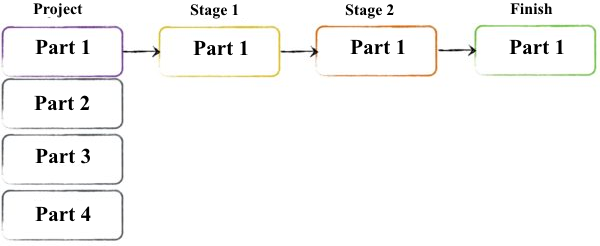 Project Stage 1 Stage 2 Finish
Part 1 Part 1 Part 1 Part 1
Part 2
Part 3
Part 4